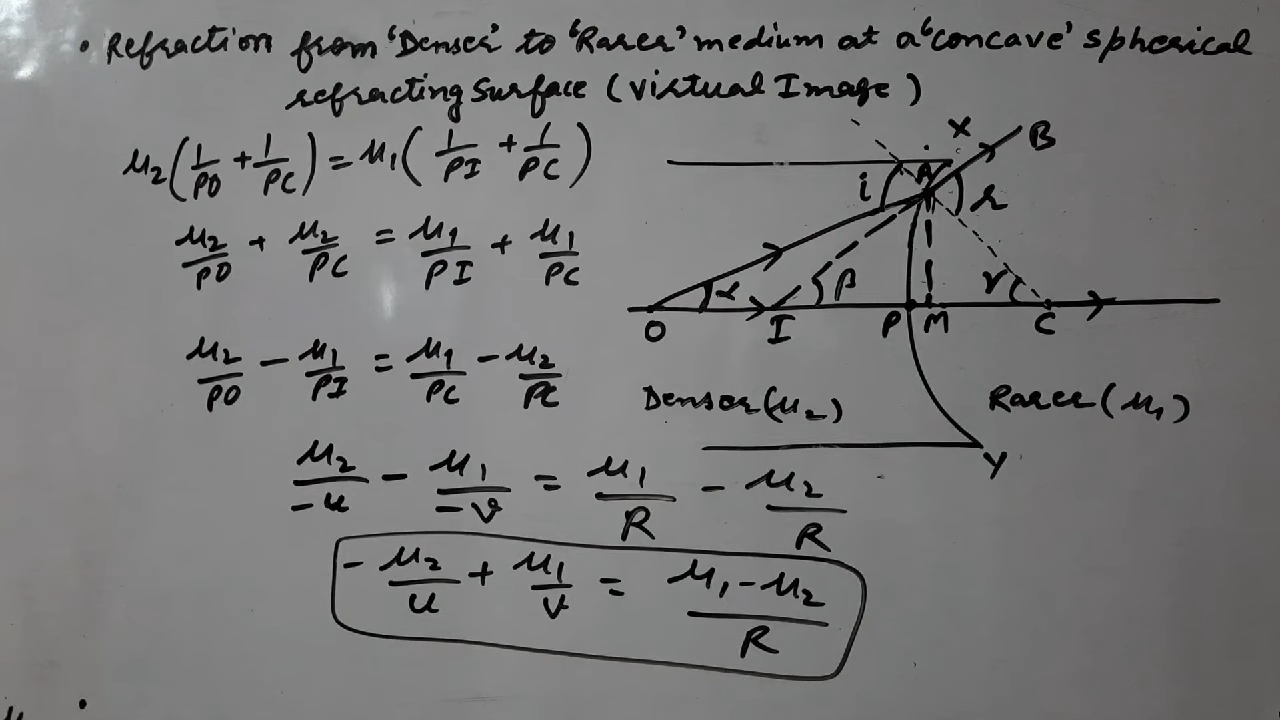 • Refraction from 'Denser' to 'Rarer' medium at a 'concave' spherical
refracting surface (virtual Image)
μ₂(1/PO + 1/PC) = μ₁(1/PI + 1/PC)
μ₂/PO + μ₂/PC = μ₁/PI + μ₁/PC
μ₂/PO - μ₁/PI = μ₁/PC - μ₂/PC
μ₂/-u - μ₁/-v = μ₁/R - μ₂/R
-μ₂/u + μ₁/v = μ₁-μ₂/R
X B
i A r
α β γ
O I P M C
Denser(μ₂) Rarer(μ₁)
Y